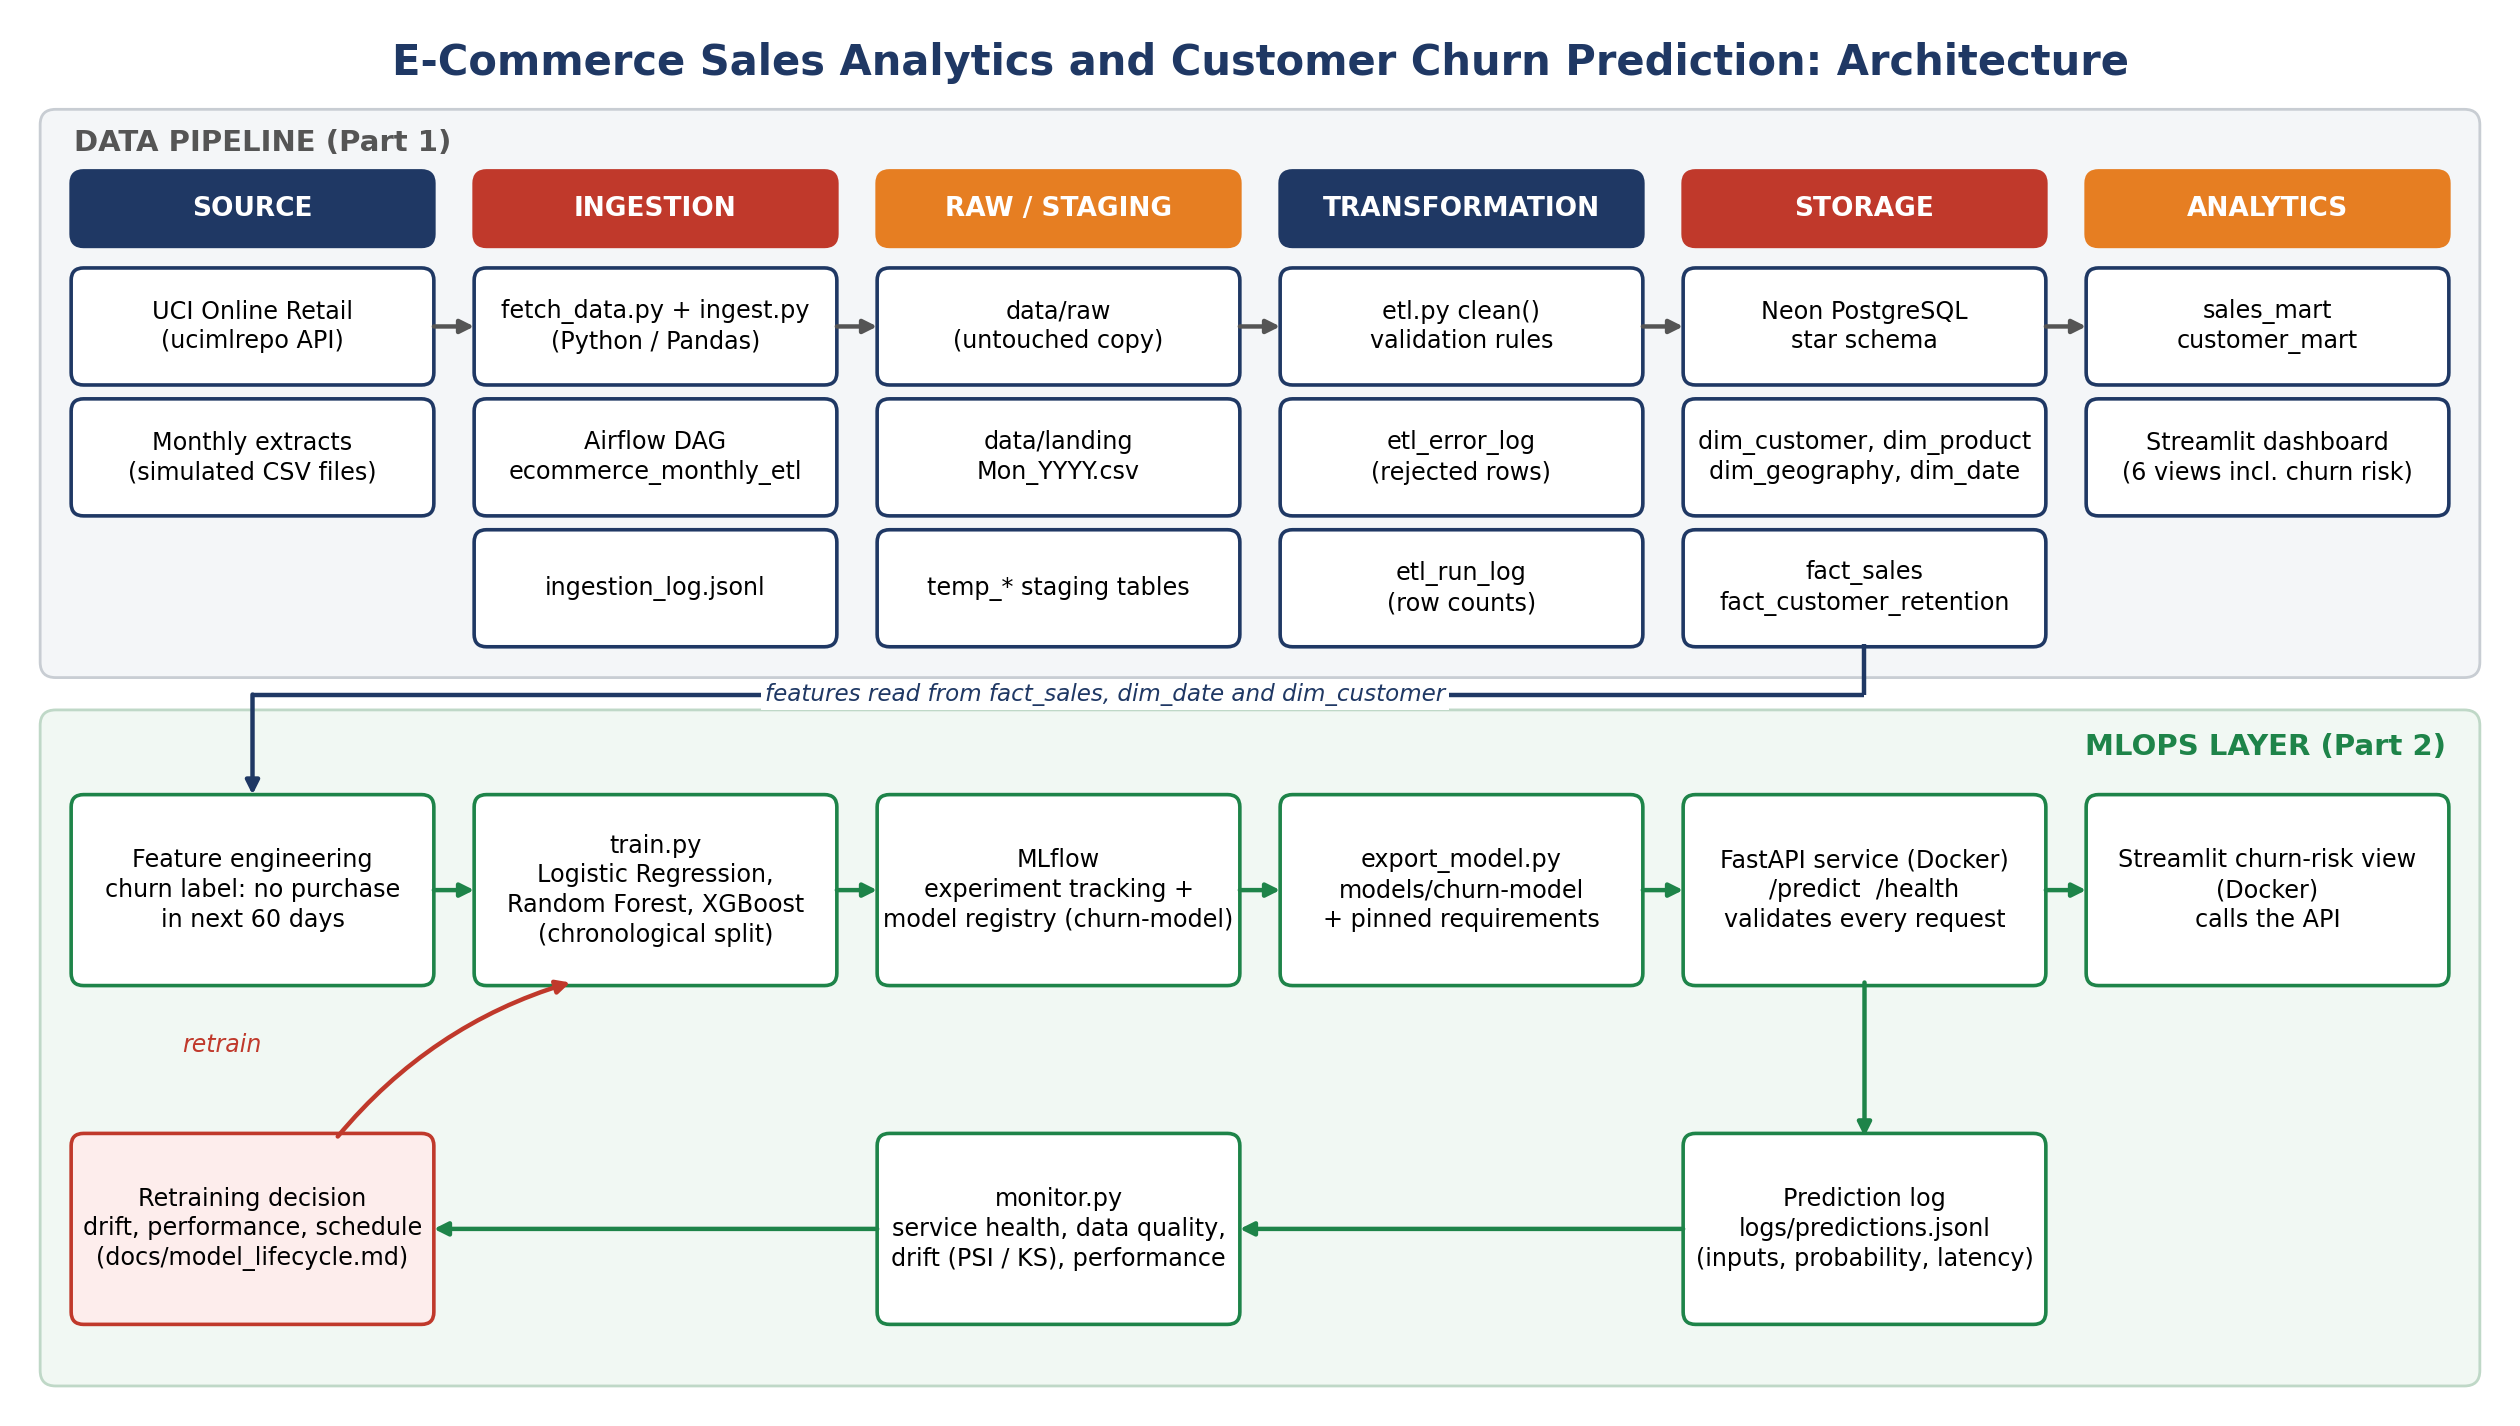 E-Commerce Sales Analytics and Customer Churn Prediction: Architecture
DATA PIPELINE (Part 1)
SOURCE
INGESTION
RAW / STAGING
TRANSFORMATION
STORAGE
ANALYTICS
UCI Online Retail
(ucimlrepo API)
fetch_data.py + ingest.py
(Python / Pandas)
data/raw
(untouched copy)
etl.py clean()
validation rules
Neon PostgreSQL
star schema
sales_mart
customer_mart
Monthly extracts
(simulated CSV files)
Airflow DAG
ecommerce_monthly_etl
data/landing
Mon_YYYY.csv
etl_error_log
(rejected rows)
dim_customer, dim_product
dim_geography, dim_date
Streamlit dashboard
(6 views incl. churn risk)
ingestion_log.jsonl
temp_* staging tables
etl_run_log
(row counts)
fact_sales
fact_customer_retention
features read from fact_sales, dim_date and dim_customer
MLOPS LAYER (Part 2)
Feature engineering
churn label: no purchase
in next 60 days
train.py
Logistic Regression,
Random Forest, XGBoost
(chronological split)
MLflow
experiment tracking +
model registry (churn-model)
export_model.py
models/churn-model
+ pinned requirements
FastAPI service (Docker)
/predict  /health
validates every request
Streamlit churn-risk view
(Docker)
calls the API
retrain
Retraining decision
drift, performance, schedule
(docs/model_lifecycle.md)
monitor.py
service health, data quality,
drift (PSI / KS), performance
Prediction log
logs/predictions.jsonl
(inputs, probability, latency)